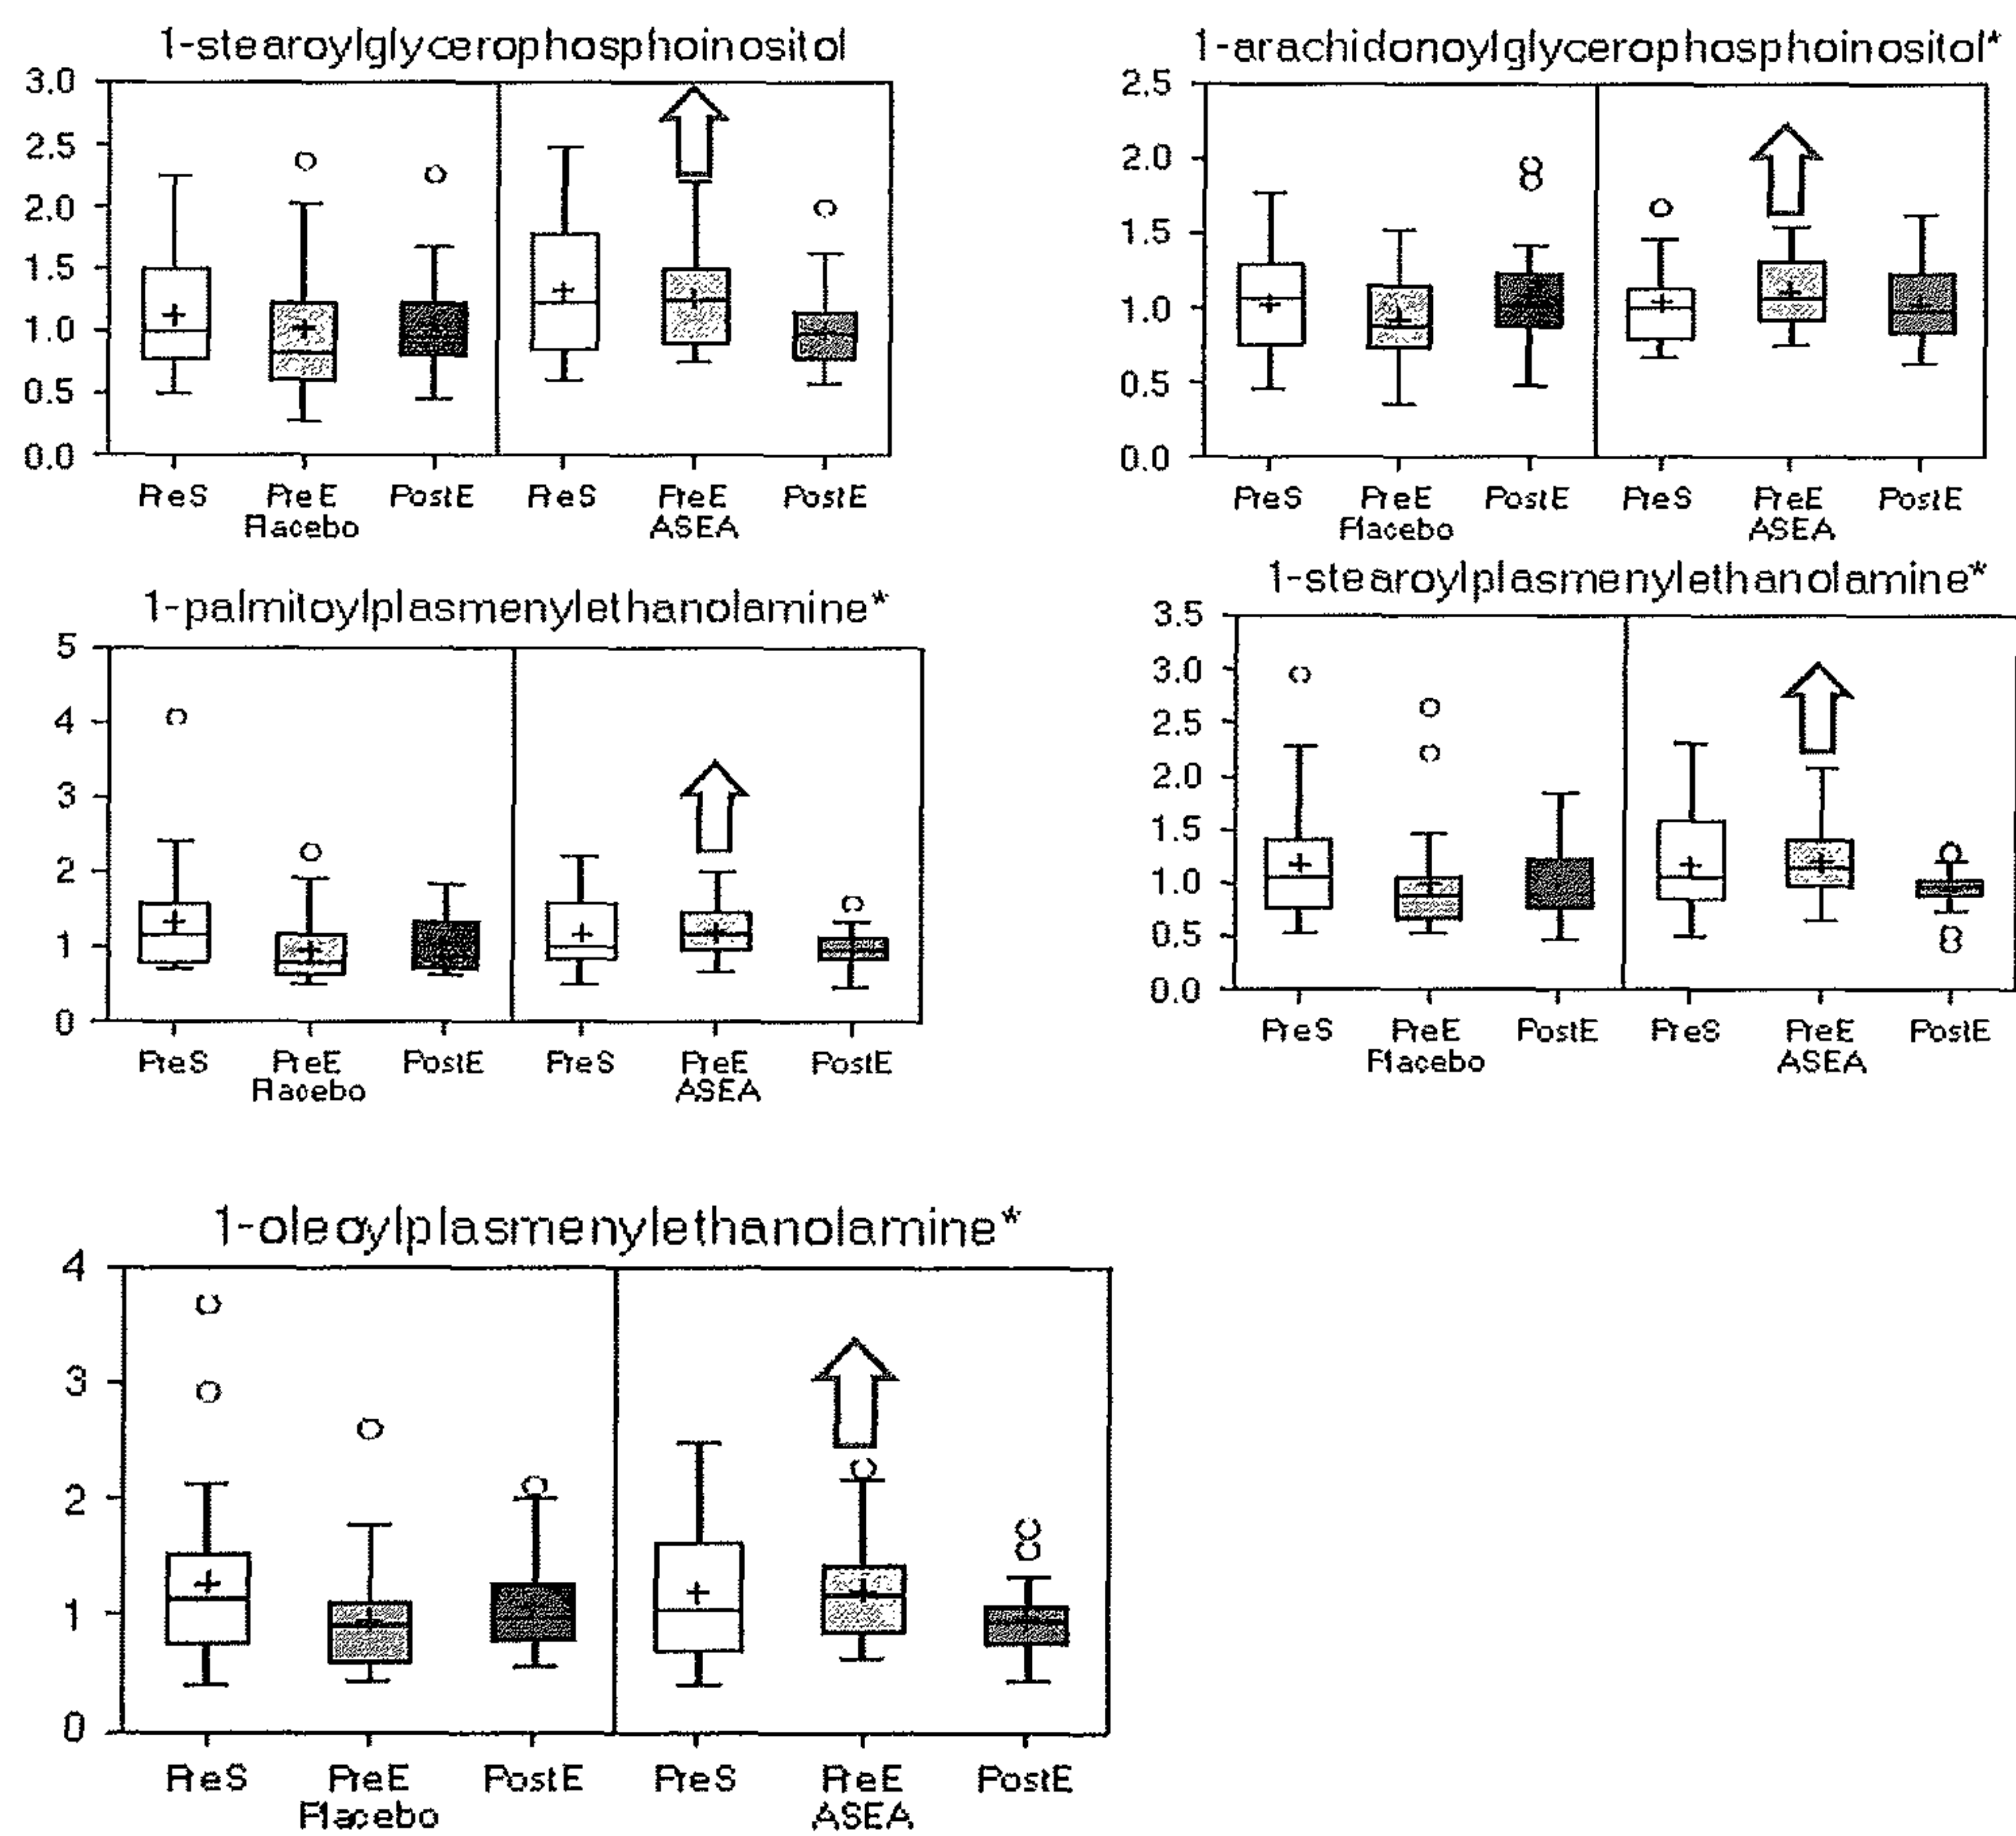 1-stearoylglycerophosphoinositol
3.0
2.5
2.0
1.5
1.0
0.5
0.0
PreS PreE PostE PreS PreE PostE
Placebo ASEA
1-arachidonoylglycerophosphoinositol*
2.5
2.0
1.5
1.0
0.5
0.0
PreS PreE PostE PreS PreE PostE
Placebo ASEA
1-palmitoylplasmenylethanolamine*
5
4
3
2
1
0
PreS PreE PostE PreS PreE PostE
Placebo ASEA
1-stearoylplasmenylethanolamine*
3.5
3.0
2.5
2.0
1.5
1.0
0.5
0.0
PreS PreE PostE PreS PreE PostE
Placebo ASEA
1-oleoylplasmenylethanolamine*
4
3
2
1
0
PreS PreE PostE PreS PreE PostE
Placebo ASEA